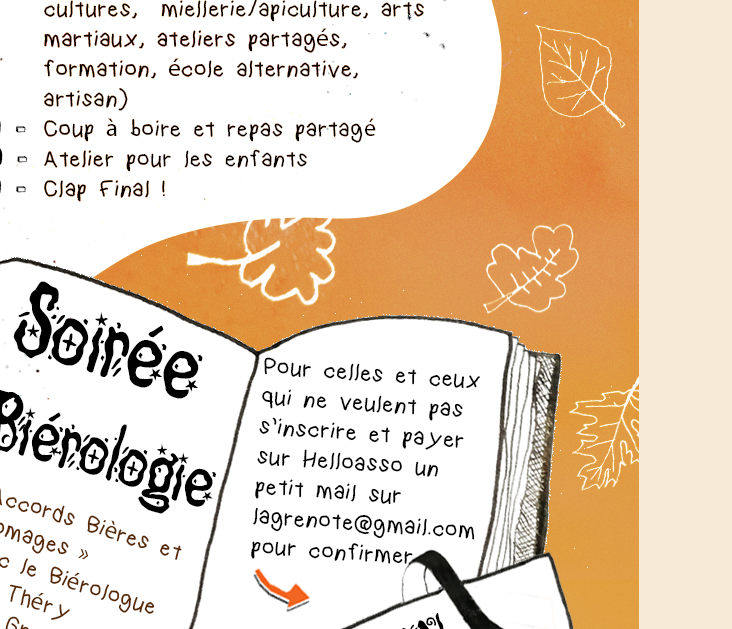 cultures, miellerie/apiculture, arts
martiaux, ateliers partagés,
formation, école alternative,
artisan)
Coup à boire et repas partagé
Atelier pour les enfants
Clap Final !
Soirée
Biérologie
Accords Bières et
omages »
c le Biérologue
Théry
Pour celles et ceux
qui ne veulent pas
s'inscrire et payer
sur Helloasso un
petit mail sur
lagrenote@gmail.com
pour confirmer